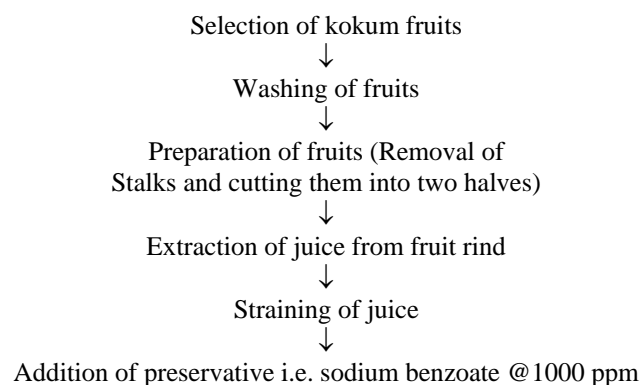 Selection of kokum fruits
↓
Washing of fruits
↓
Preparation of fruits (Removal of
Stalks and cutting them into two halves)
↓
Extraction of juice from fruit rind
↓
Straining of juice
↓
Addition of preservative i.e. sodium benzoate @1000 ppm